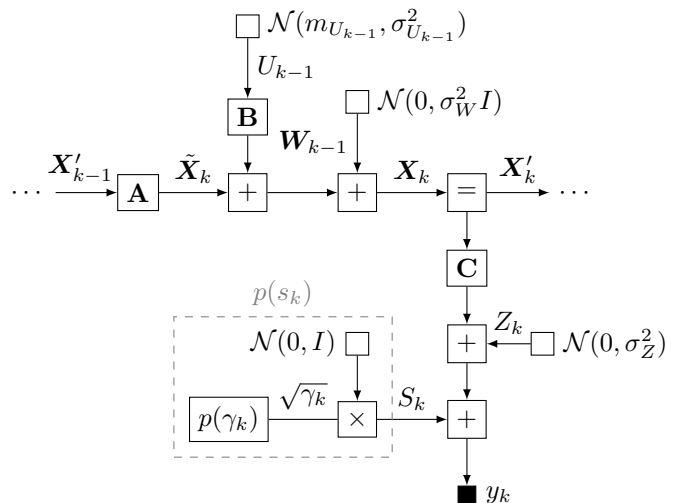 𝒩(m_{U_{k−1}}, σ²_{U_{k−1}})
U_{k−1}
B
𝒩(0, σ²_W I)
W_{k−1}
X′_{k−1}
X̃_k
X_k
X′_k
⋯
A
+
+
=
⋯
C
p(s_k)
𝒩(0, I)
Z_k
+
𝒩(0, σ²_Z)
p(γ_k)
√γ_k
×
S_k
+
y_k